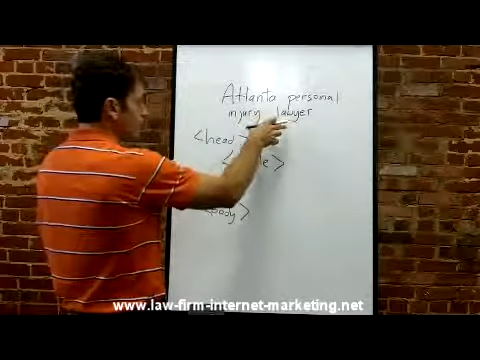 Atlanta personal
injury lawyer
<head>
<body>
www.law-firm-internet-marketing.net